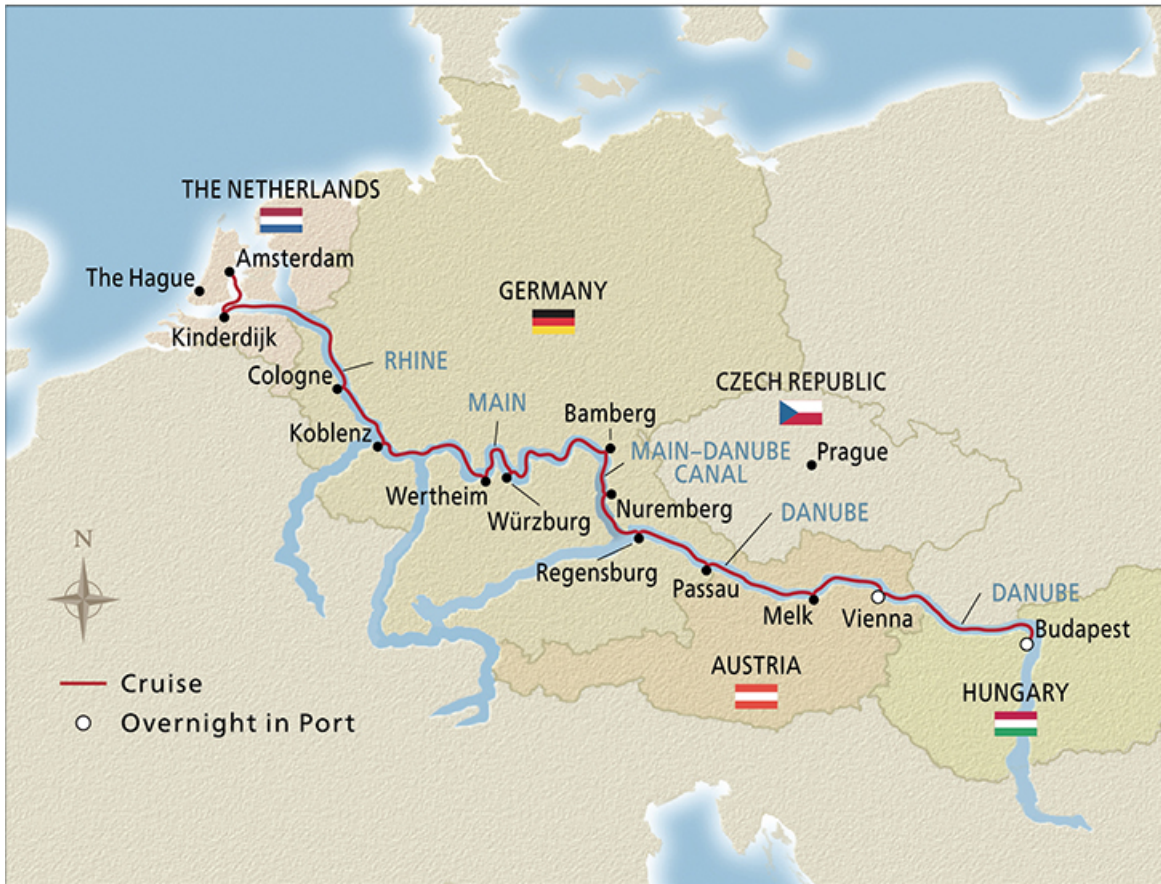 THE NETHERLANDS
Amsterdam
The Hague
Kinderdijk
GERMANY
RHINE
Cologne
CZECH REPUBLIC
MAIN
Bamberg
Koblenz
MAIN–DANUBE
CANAL
Prague
Wertheim
Würzburg
Nuremberg
DANUBE
Regensburg
Passau
Melk
Vienna
DANUBE
Budapest
N
AUSTRIA
HUNGARY
Cruise
Overnight in Port